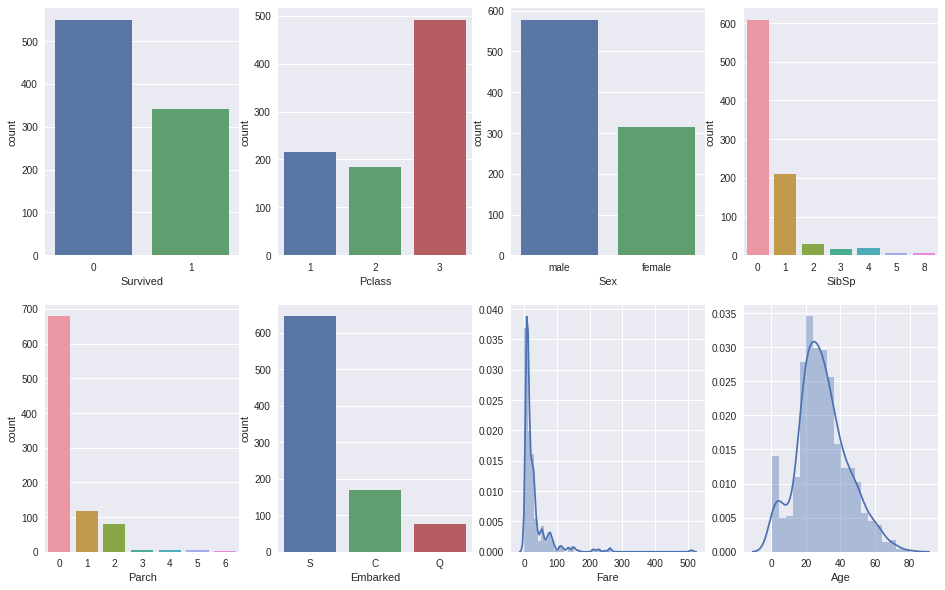 count
600
500
400
300
200
100
0
0 1
Survived
count
500
400
300
200
100
0
1 2 3
Pclass
count
600
500
400
300
200
100
0
male female
Sex
count
600
500
400
300
200
100
0
0 1 2 3 4 5 8
SibSp
count
700
600
500
400
300
200
100
0
0 1 2 3 4 5 6
Parch
count
600
500
400
300
200
100
0
S C Q
Embarked
0.040
0.035
0.030
0.025
0.020
0.015
0.010
0.005
0.000
0 100 200 300 400 500
Fare
0.035
0.030
0.025
0.020
0.015
0.010
0.005
0.000
0 20 40 60 80
Age